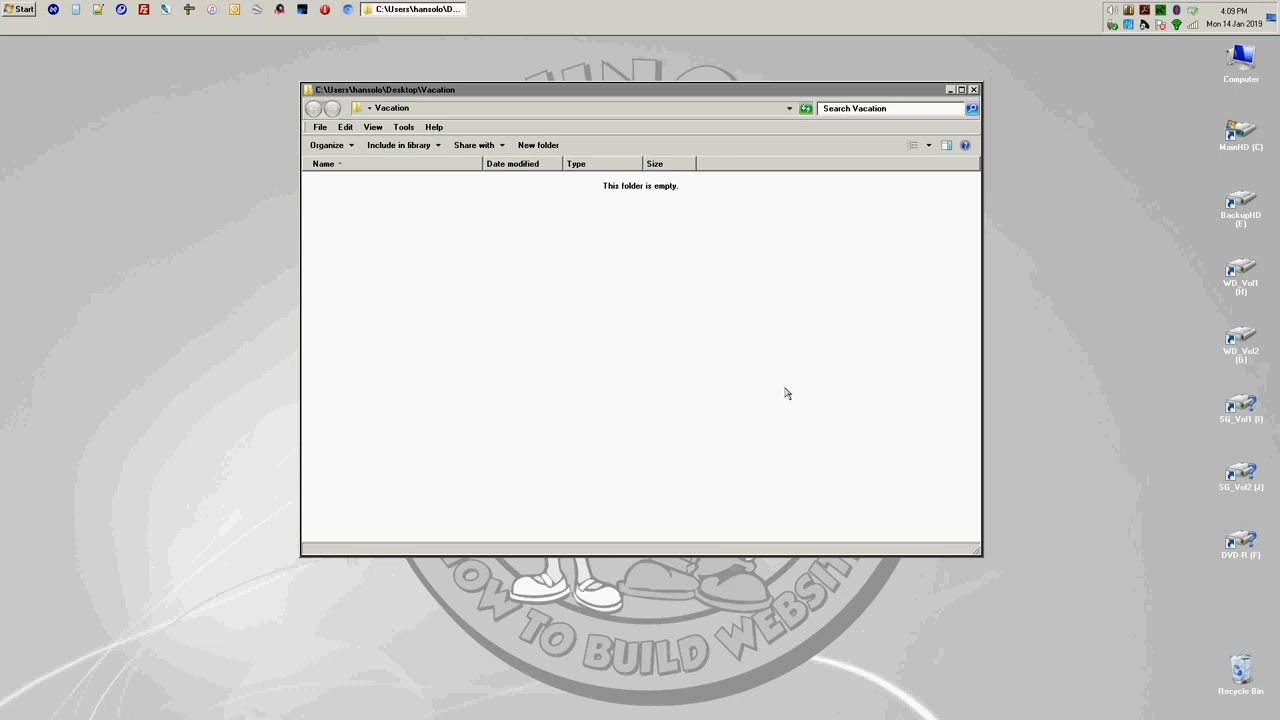 Start
C:\Users\hansolo\D...
4:09 PM
Mon 14 Jan 2019
C:\Users\hansolo\Desktop\Vacation
Vacation
Search Vacation
File Edit View Tools Help
Organize Include in library Share with New folder
Name Date modified Type Size
This folder is empty.
Computer
MainHD (C)
BackupHD
(E)
WD_Vol1
(H)
WD_Vol2
(G)
SG_Vol1 (I)
SG_Vol2 (J)
DVD-R (F)
Recycle Bin
HOW TO BUILD WEBSIT